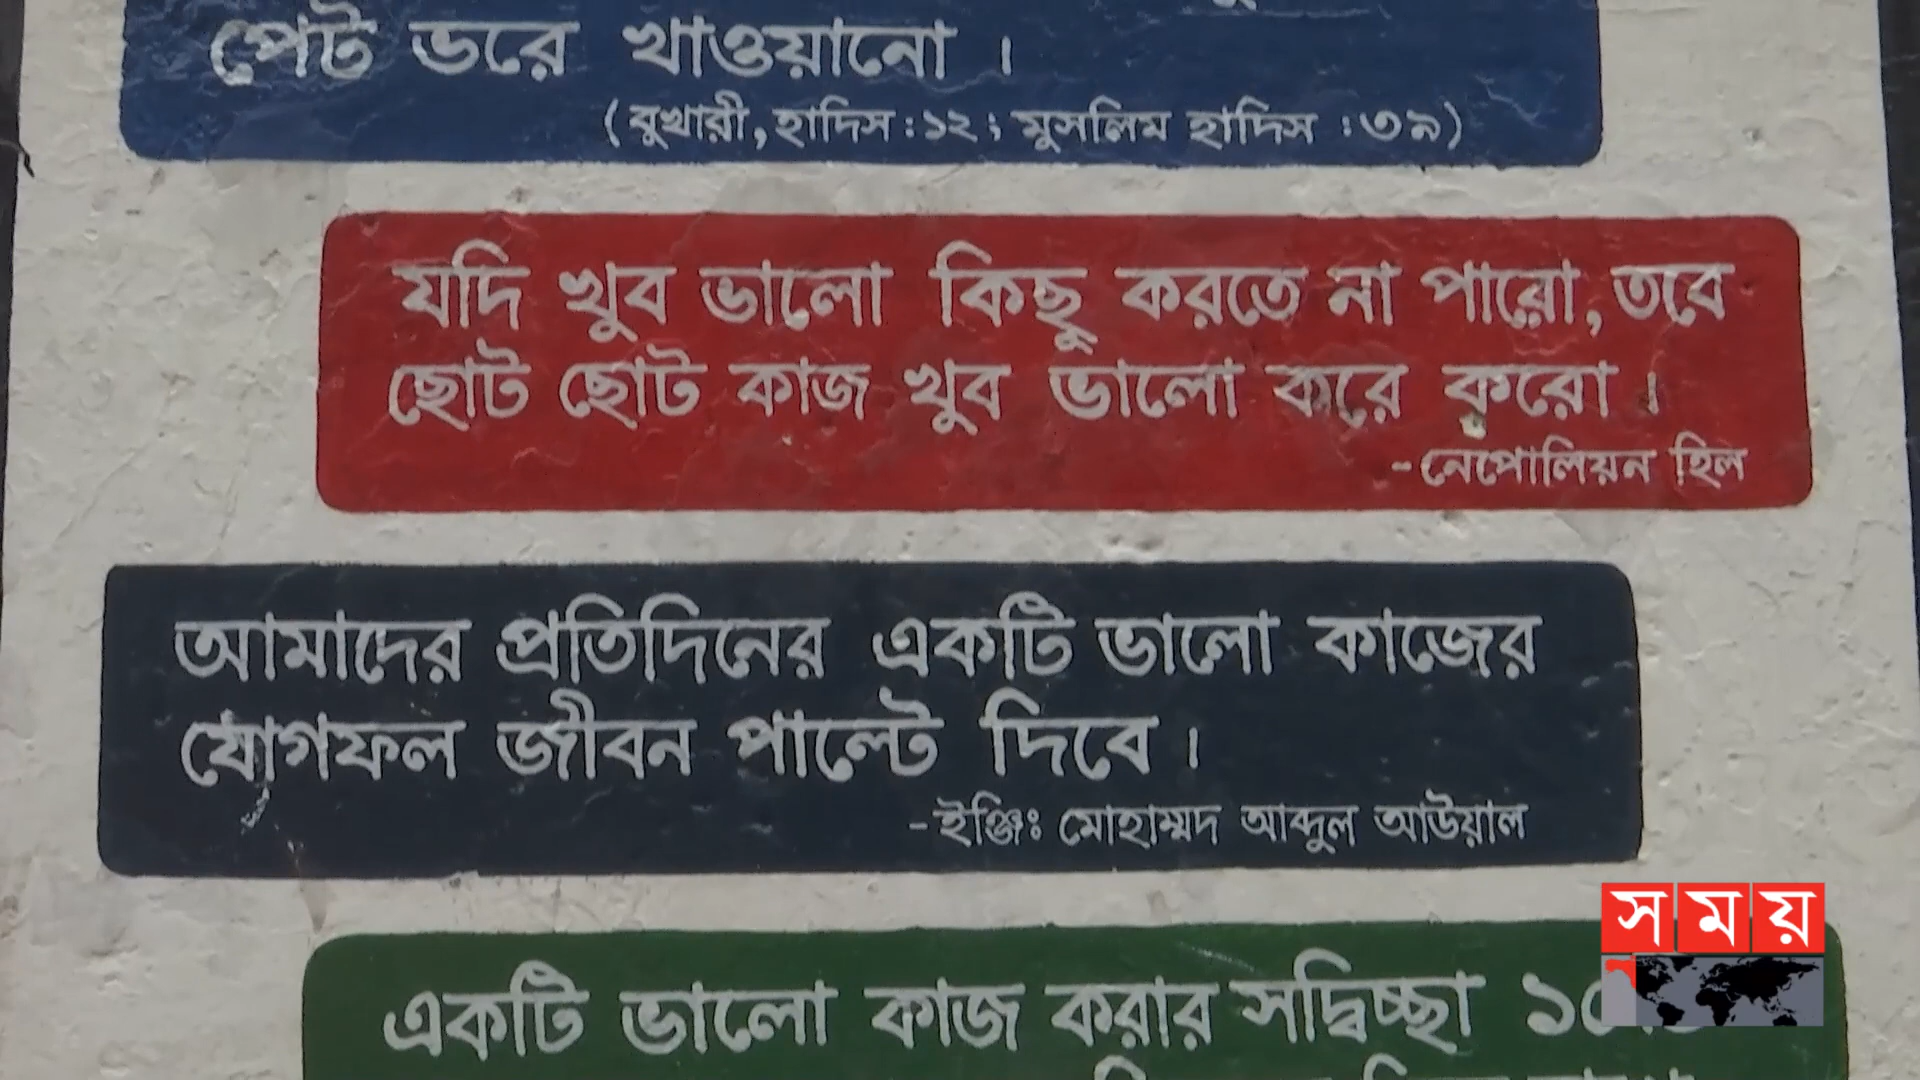 পেট ভরে খাওয়ানো ।
( বুখারী, হাদিস : ১২ ; মুসলিম হাদিস : ৩৯ )
যদি খুব ভালো কিছু করতে না পারো, তবে
ছোট ছোট কাজ খুব ভালো করে করো ।
-নেপোলিয়ন হিল
আমাদের প্রতিদিনের একটি ভালো কাজের
যোগফল জীবন পাল্টে দিবে ।
-ইঞ্জিঃ মোহাম্মদ আব্দুল আউয়াল
একটি ভালো কাজ করার সদ্বিচ্ছা
সময়